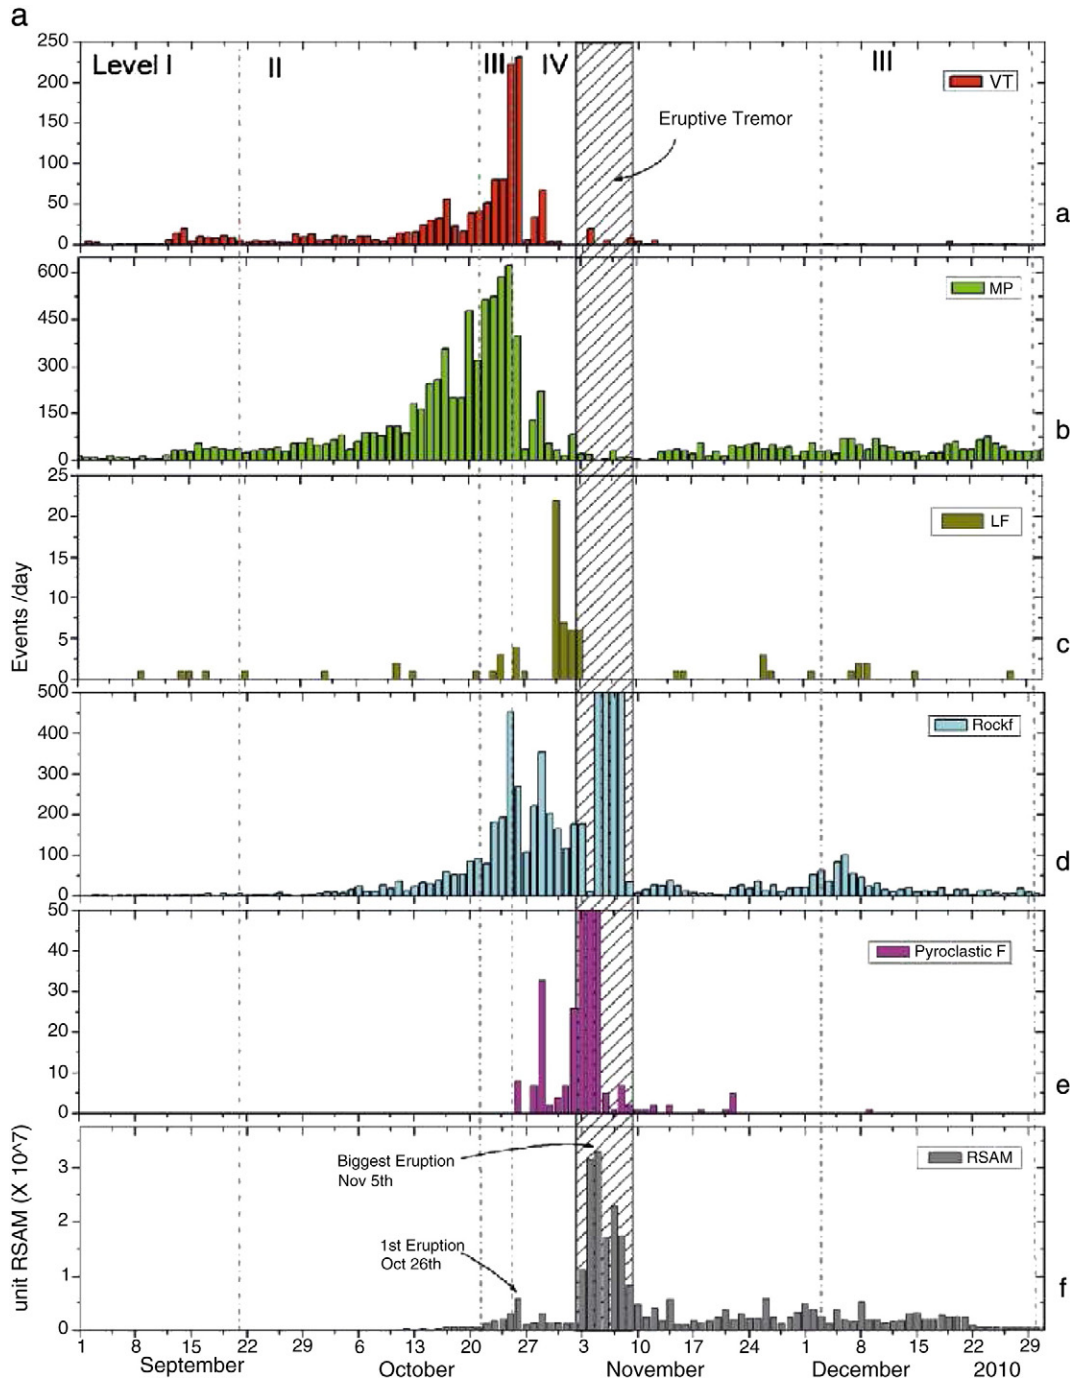 a
250
200
150
100
50
0
Level I
II
III
IV
III
VT
Eruptive Tremor
a
600
450
300
150
0
MP
b
25
20
15
10
5
0
LF
c
Events /day
500
400
300
200
100
0
Rockf
d
50
40
30
20
10
0
Pyroclastic F
e
3
2
1
0
unit RSAM (X 10^7)
Biggest Eruption
Nov 5th
1st Eruption
Oct 26th
RSAM
f
1 8 15 22 29 6 13 20 27 3 10 17 24 1 8 15 22 29
September October November December 2010